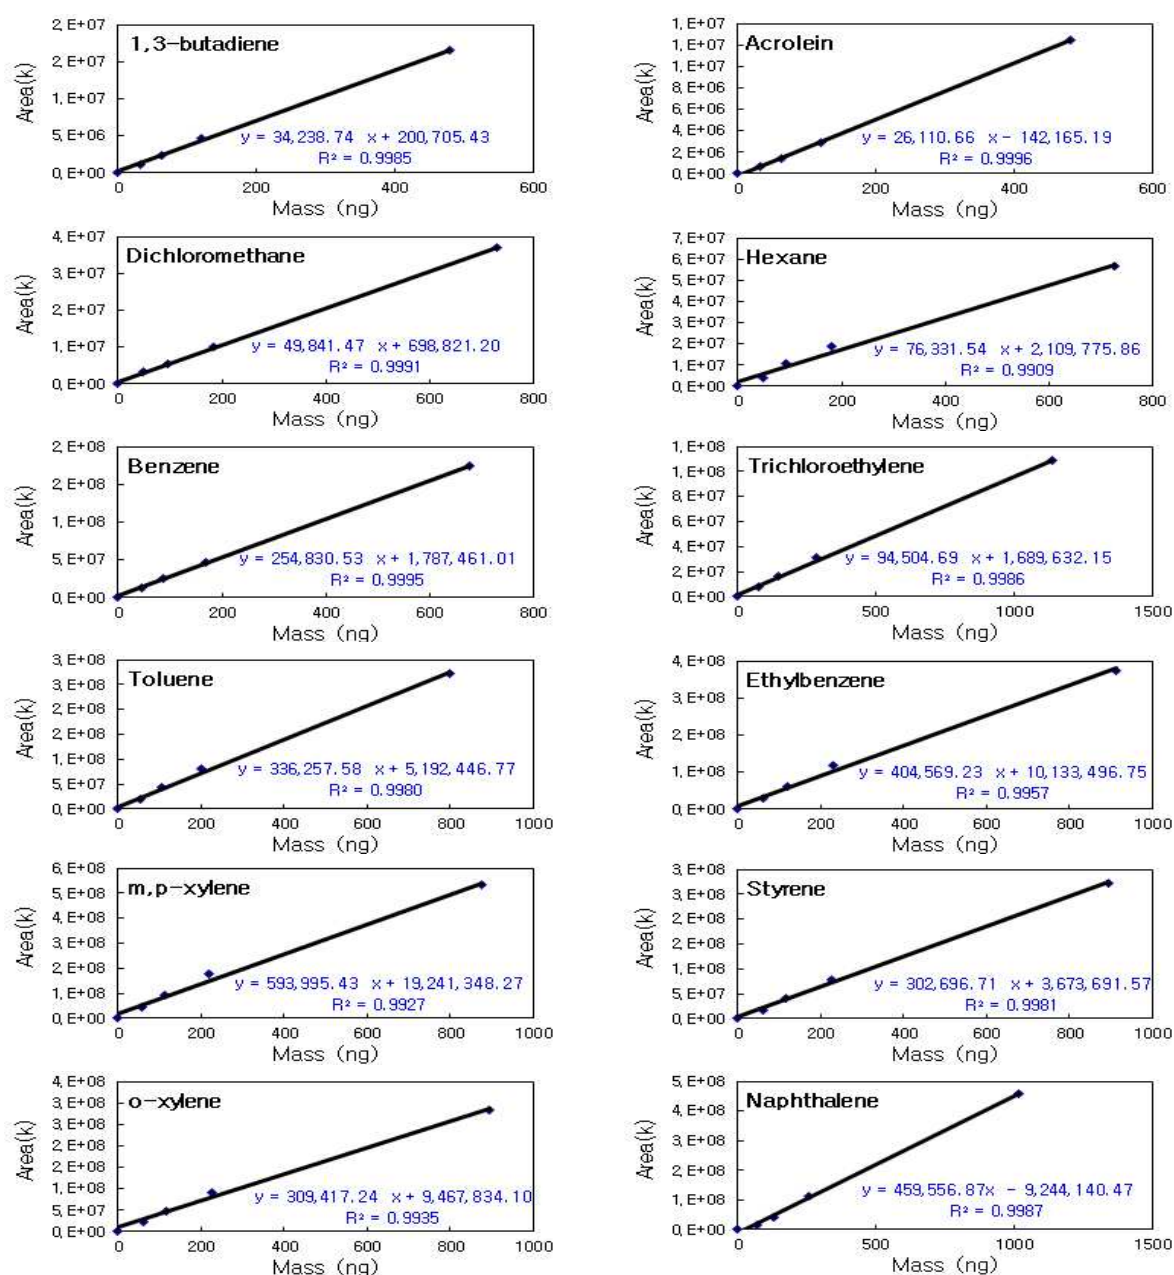 1,3-butadiene
Area(k)
2,E+07
2,E+07
1,E+07
5,E+06
0,E+00
y = 34,238.74 x + 200,705.43
R² = 0.9985
0 200 400 600
Mass (ng)
Acrolein
Area(k)
1,E+07
1,E+07
1,E+07
8,E+06
6,E+06
4,E+06
2,E+06
0,E+00
y = 26,110.66 x - 142,165.19
R² = 0.9996
0 200 400 600
Mass (ng)
Dichloromethane
Area(k)
4,E+07
3,E+07
2,E+07
1,E+07
0,E+00
y = 49,841.47 x + 698,821.20
R² = 0.9991
0 200 400 600 800
Mass (ng)
Hexane
Area(k)
7,E+07
6,E+07
5,E+07
4,E+07
3,E+07
2,E+07
1,E+07
0,E+00
y = 76,331.54 x + 2,109,775.86
R² = 0.9909
0 200 400 600 800
Mass (ng)
Benzene
Area(k)
2,E+08
2,E+08
1,E+08
5,E+07
0,E+00
y = 254,830.53 x + 1,787,461.01
R² = 0.9995
0 200 400 600 800
Mass (ng)
Trichloroethylene
Area(k)
1,E+08
1,E+08
8,E+07
6,E+07
4,E+07
2,E+07
0,E+00
y = 94,504.69 x + 1,689,632.15
R² = 0.9986
0 500 1000 1500
Mass (ng)
Toluene
Area(k)
3,E+08
3,E+08
2,E+08
2,E+08
1,E+08
5,E+07
0,E+00
y = 336,257.58 x + 5,192,446.77
R² = 0.9980
0 200 400 600 800 1000
Mass (ng)
Ethylbenzene
Area(k)
4,E+08
3,E+08
2,E+08
1,E+08
0,E+00
y = 404,569.23 x + 10,133,496.75
R² = 0.9957
0 200 400 600 800 1000
Mass (ng)
m,p-xylene
Area(k)
6,E+08
5,E+08
4,E+08
3,E+08
2,E+08
1,E+08
0,E+00
y = 593,995.43 x + 19,241,348.27
R² = 0.9927
0 200 400 600 800 1000
Mass (ng)
Styrene
Area(k)
3,E+08
3,E+08
2,E+08
2,E+08
1,E+08
5,E+07
0,E+00
y = 302,696.71 x + 3,673,691.57
R² = 0.9981
0 200 400 600 800 1000
Mass (ng)
o-xylene
Area(k)
4,E+08
3,E+08
3,E+08
2,E+08
2,E+08
1,E+08
5,E+07
0,E+00
y = 309,417.24 x + 9,467,834.10
R² = 0.9935
0 200 400 600 800 1000
Mass (ng)
Naphthalene
Area(k)
5,E+08
4,E+08
3,E+08
2,E+08
1,E+08
0,E+00
y = 459,556.87x - 9,244,140.47
R² = 0.9987
0 500 1000 1500
Mass (ng)